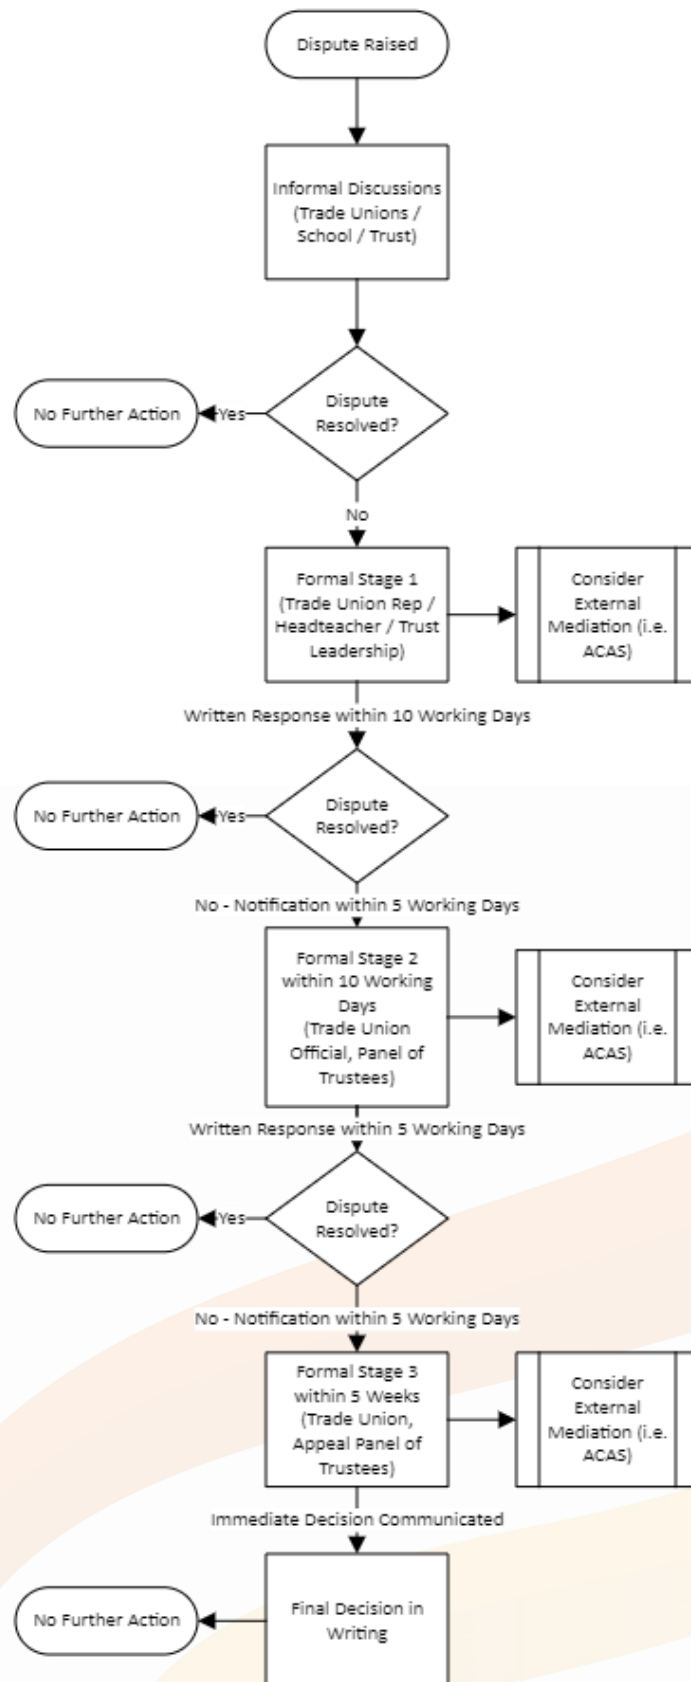 Dispute Raised
Informal Discussions
(Trade Unions /
School / Trust)
Dispute
Resolved?
Yes
No Further Action
No
Formal Stage 1
(Trade Union Rep /
Headteacher / Trust
Leadership)
Consider
External
Mediation (i.e.
ACAS)
Written Response within 10 Working Days
Dispute
Resolved?
Yes
No Further Action
No - Notification within 5 Working Days
Formal Stage 2
within 10 Working
Days
(Trade Union
Official, Panel of
Trustees)
Consider
External
Mediation (i.e.
ACAS)
Written Response within 5 Working Days
Dispute
Resolved?
Yes
No Further Action
No - Notification within 5 Working Days
Formal Stage 3
within 5 Weeks
(Trade Union,
Appeal Panel of
Trustees)
Consider
External
Mediation (i.e.
ACAS)
Immediate Decision Communicated
Final Decision in
Writing
No Further Action